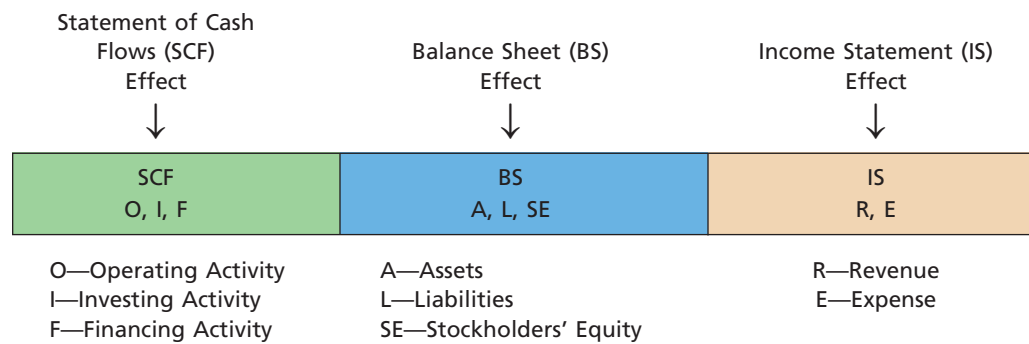 Statement of Cash
Flows (SCF)
Effect
Balance Sheet (BS)
Effect
Income Statement (IS)
Effect
SCF
O, I, F
BS
A, L, SE
IS
R, E
O—Operating Activity
I—Investing Activity
F—Financing Activity
A—Assets
L—Liabilities
SE—Stockholders' Equity
R—Revenue
E—Expense